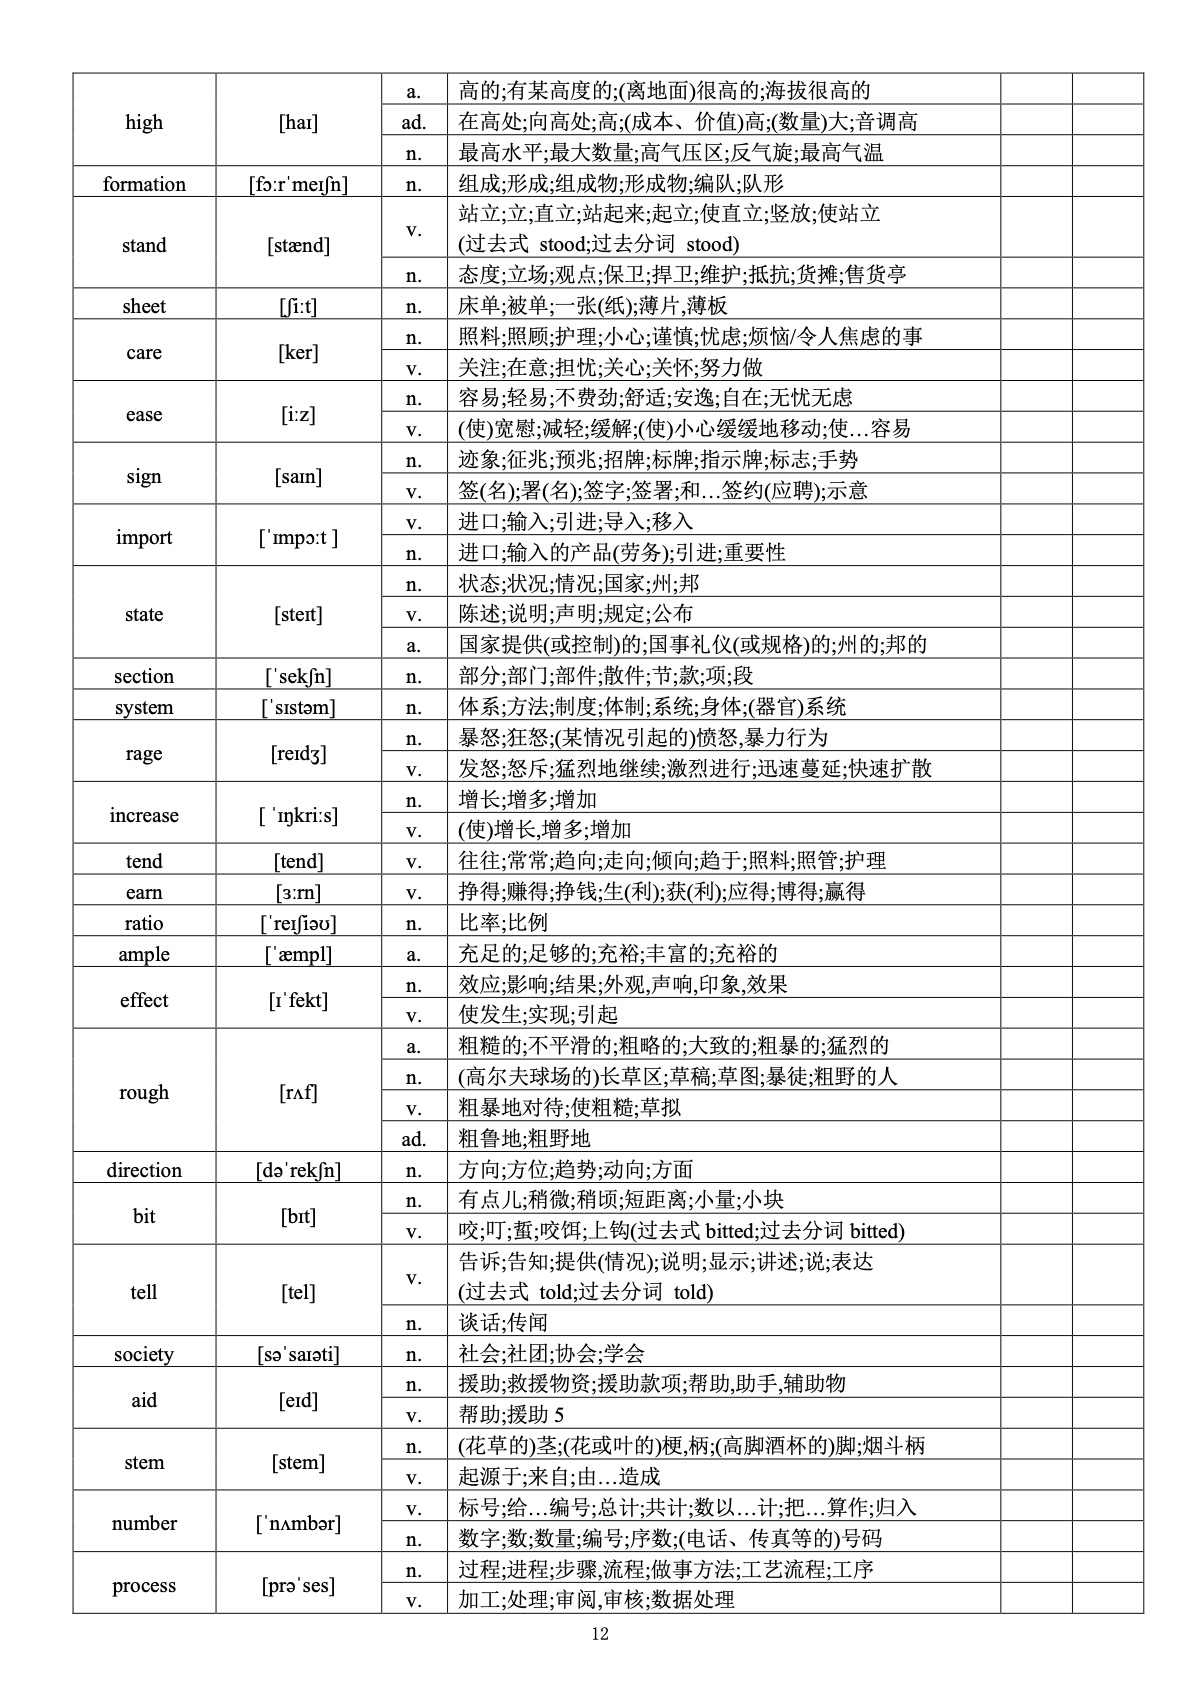 high [haɪ] a. 高的;有某高度的;(离地面)很高的;海拔很高的
ad. 在高处;向高处;高;(成本、价值)高;(数量)大;音调高
n. 最高水平;最大数量;高气压区;反气旋;最高气温
formation [fɔːrˈmeɪʃn] n. 组成;形成;组成物;形成物;编队;队形
stand [stænd] v. 站立;立;直立;站起来;起立;使直立;竖放;使站立
(过去式 stood;过去分词 stood)
n. 态度;立场;观点;保卫;捍卫;维护;抵抗;货摊;售货亭
sheet [ʃiːt] n. 床单;被单;一张(纸);薄片,薄板
care [ker] n. 照料;照顾;护理;小心;谨慎;忧虑;烦恼/令人焦虑的事
v. 关注;在意;担忧;关心;关怀;努力做
ease [iːz] n. 容易;轻易;不费劲;舒适;安逸;自在;无忧无虑
v. (使)宽慰;减轻;缓解;(使)小心缓缓地移动;使…容易
sign [saɪn] n. 迹象;征兆;预兆;招牌;标牌;指示牌;标志;手势
v. 签(名);署(名);签字;签署;和…签约(应聘);示意
import [ˈɪmpɔːt ] v. 进口;输入;引进;导入;移入
n. 进口;输入的产品(劳务);引进;重要性
state [steɪt] n. 状态;状况;情况;国家;州;邦
v. 陈述;说明;声明;规定;公布
a. 国家提供(或控制)的;国事礼仪(或规格)的;州的;邦的
section [ˈsekʃn] n. 部分;部门;部件;散件;节;款;项;段
system [ˈsɪstəm] n. 体系;方法;制度;体制;系统;身体;(器官)系统
rage [reɪdʒ] n. 暴怒;狂怒;(某情况引起的)愤怒,暴力行为
v. 发怒;怒斥;猛烈地继续;激烈进行;迅速蔓延;快速扩散
increase [ ˈɪŋkriːs] n. 增长;增多;增加
v. (使)增长,增多;增加
tend [tend] v. 往往;常常;趋向;走向;倾向;趋于;照料;照管;护理
earn [ɜːrn] v. 挣得;赚得;挣钱;生(利);获(利);应得;博得;赢得
ratio [ˈreɪʃiəʊ] n. 比率;比例
ample [ˈæmpl] a. 充足的;足够的;充裕;丰富的;充裕的
effect [ɪˈfekt] n. 效应;影响;结果;外观,声响,印象,效果
v. 使发生;实现;引起
rough [rʌf] a. 粗糙的;不平滑的;粗略的;大致的;粗暴的;猛烈的
n. (高尔夫球场的)长草区;草稿;草图;暴徒;粗野的人
v. 粗暴地对待;使粗糙;草拟
ad. 粗鲁地;粗野地
direction [dəˈrekʃn] n. 方向;方位;趋势;动向;方面
bit [bɪt] n. 有点儿;稍微;稍顷;短距离;小量;小块
v. 咬;叮;蜇;咬饵;上钩(过去式 bitted;过去分词 bitted)
tell [tel] v. 告诉;告知;提供(情况);说明;显示;讲述;说;表达
(过去式 told;过去分词 told)
n. 谈话;传闻
society [səˈsaɪəti] n. 社会;社团;协会;学会
aid [eɪd] n. 援助;救援物资;援助款项;帮助,助手,辅助物
v. 帮助;援助 5
stem [stem] n. (花草的)茎;(花或叶的)梗,柄;(高脚酒杯的)脚;烟斗柄
v. 起源于;来自;由…造成
number [ˈnʌmbər] v. 标号;给…编号;总计;共计;数以…计;把…算作;归入
n. 数字;数;数量;编号;序数;(电话、传真等的)号码
process [prəˈses] n. 过程;进程;步骤,流程;做事方法;工艺流程;工序
v. 加工;处理;审阅,审核;数据处理
12